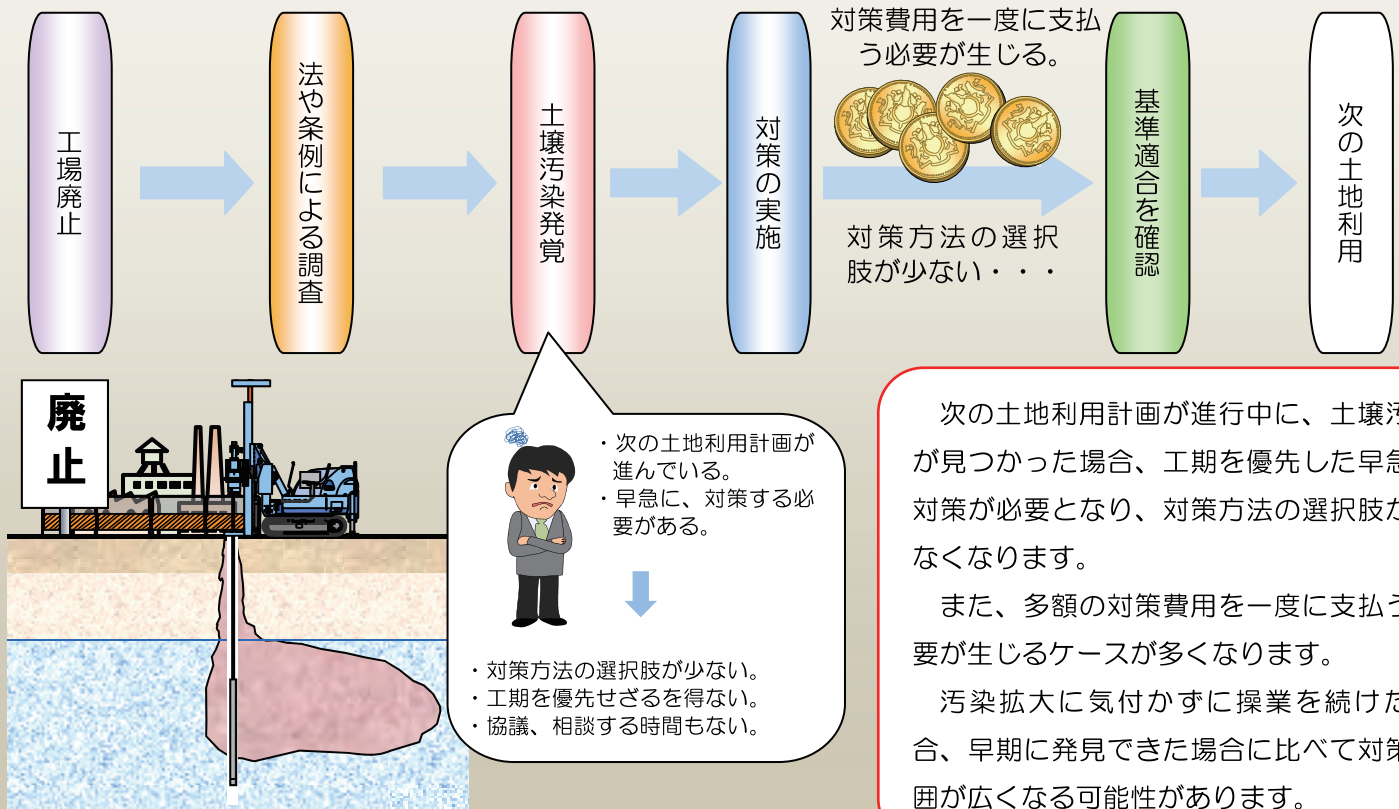 工場廃止
法や条例による調査
土壌汚染発覚
対策の実施
対策費用を一度に支払
う必要が生じる。
対策方法の選択
肢が少ない・・・
基準適合を確認
次の土地利用
廃
止
・次の土地利用計画が
進んでいる。
・早急に、対策する必
要がある。
・対策方法の選択肢が少ない。
・工期を優先せざるを得ない。
・協議、相談する時間もない。
次の土地利用計画が進行中に、土壌汚
が見つかった場合、工期を優先した早急
対策が必要となり、対策方法の選択肢が
なくなります。
また、多額の対策費用を一度に支払う
要が生じるケースが多くなります。
汚染拡大に気付かずに操業を続けた
合、早期に発見できた場合に比べて対策
囲が広くなる可能性があります。